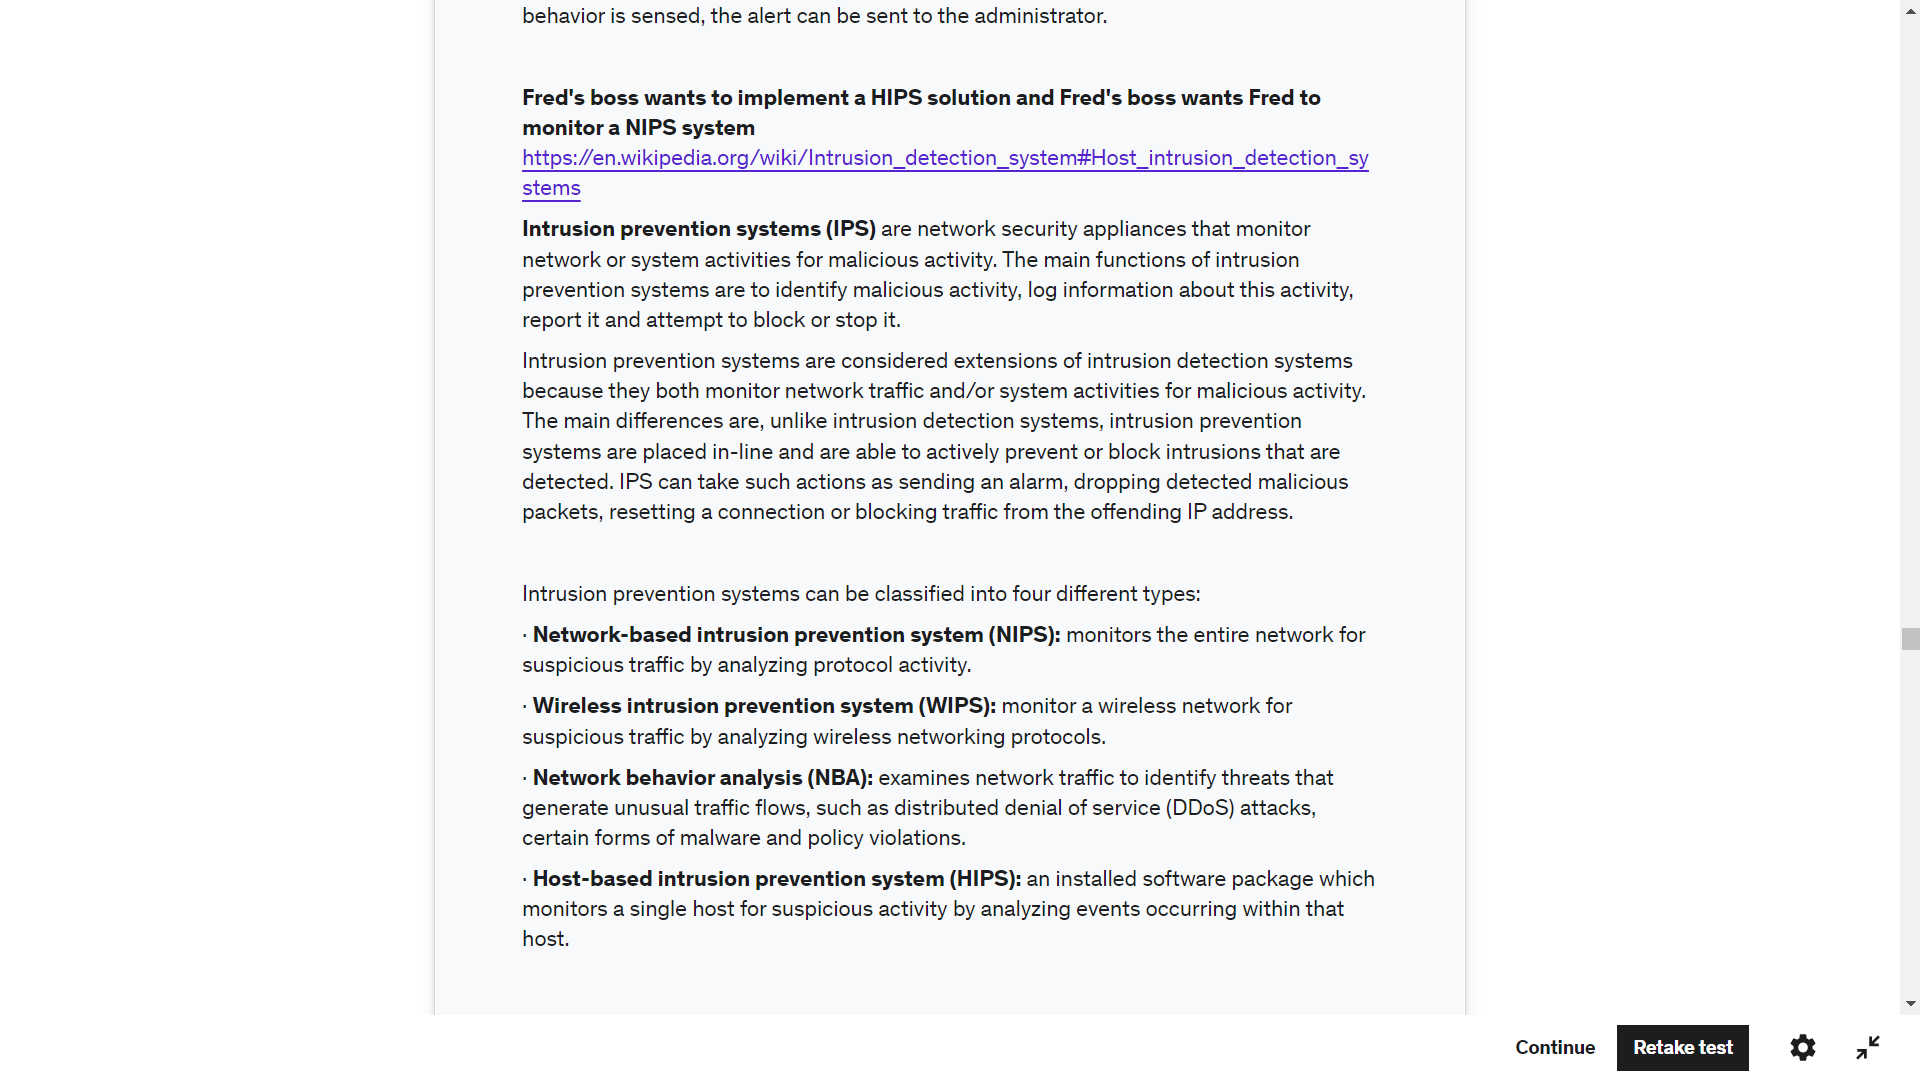 behavior is sensed, the alert can be sent to the administrator.
Fred's boss wants to implement a HIPS solution and Fred's boss wants Fred to
monitor a NIPS system
https://en.wikipedia.org/wiki/Intrusion_detection_system#Host_intrusion_detection_sy
stems
Intrusion prevention systems (IPS) are network security appliances that monitor
network or system activities for malicious activity. The main functions of intrusion
prevention systems are to identify malicious activity, log information about this activity,
report it and attempt to block or stop it.
Intrusion prevention systems are considered extensions of intrusion detection systems
because they both monitor network traffic and/or system activities for malicious activity.
The main differences are, unlike intrusion detection systems, intrusion prevention
systems are placed in-line and are able to actively prevent or block intrusions that are
detected. IPS can take such actions as sending an alarm, dropping detected malicious
packets, resetting a connection or blocking traffic from the offending IP address.
Intrusion prevention systems can be classified into four different types:
· Network-based intrusion prevention system (NIPS): monitors the entire network for
suspicious traffic by analyzing protocol activity.
· Wireless intrusion prevention system (WIPS): monitor a wireless network for
suspicious traffic by analyzing wireless networking protocols.
· Network behavior analysis (NBA): examines network traffic to identify threats that
generate unusual traffic flows, such as distributed denial of service (DDoS) attacks,
certain forms of malware and policy violations.
· Host-based intrusion prevention system (HIPS): an installed software package which
monitors a single host for suspicious activity by analyzing events occurring within that
host.
Continue
Retake test